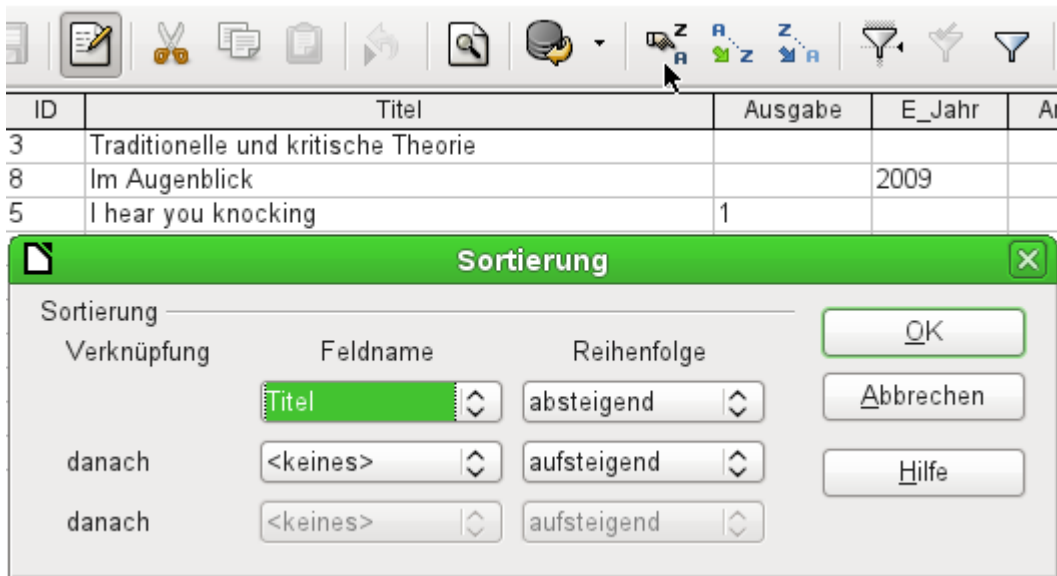 Z
A
A
Z
Z
A
ID Titel Ausgabe E_Jahr
3 Traditionelle und kritische Theorie
8 Im Augenblick 2009
5 I hear you knocking 1
Sortierung
Sortierung
Verknüpfung Feldname Reihenfolge
Titel absteigend
danach <keines> aufsteigend
danach <keines> aufsteigend
OK
Abbrechen
Hilfe